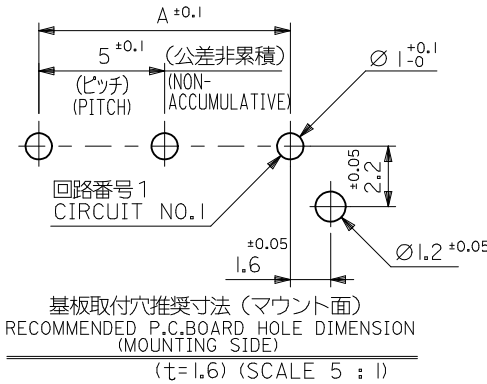 A ±0.1
5 ±0.1 (公差非累積)
(ピッチ) (NON-
(PITCH) ACCUMULATIVE)
Ø 1 +0.1 -0
回路番号1
CIRCUIT NO.1
±0.05
2.2
±0.05
1.6
Ø1.2 ±0.05
基板取付穴推奨寸法 (マウント面)
RECOMMENDED P.C.BOARD HOLE DIMENSION
(MOUNTING SIDE)
(t=1.6) (SCALE 5 : 1)